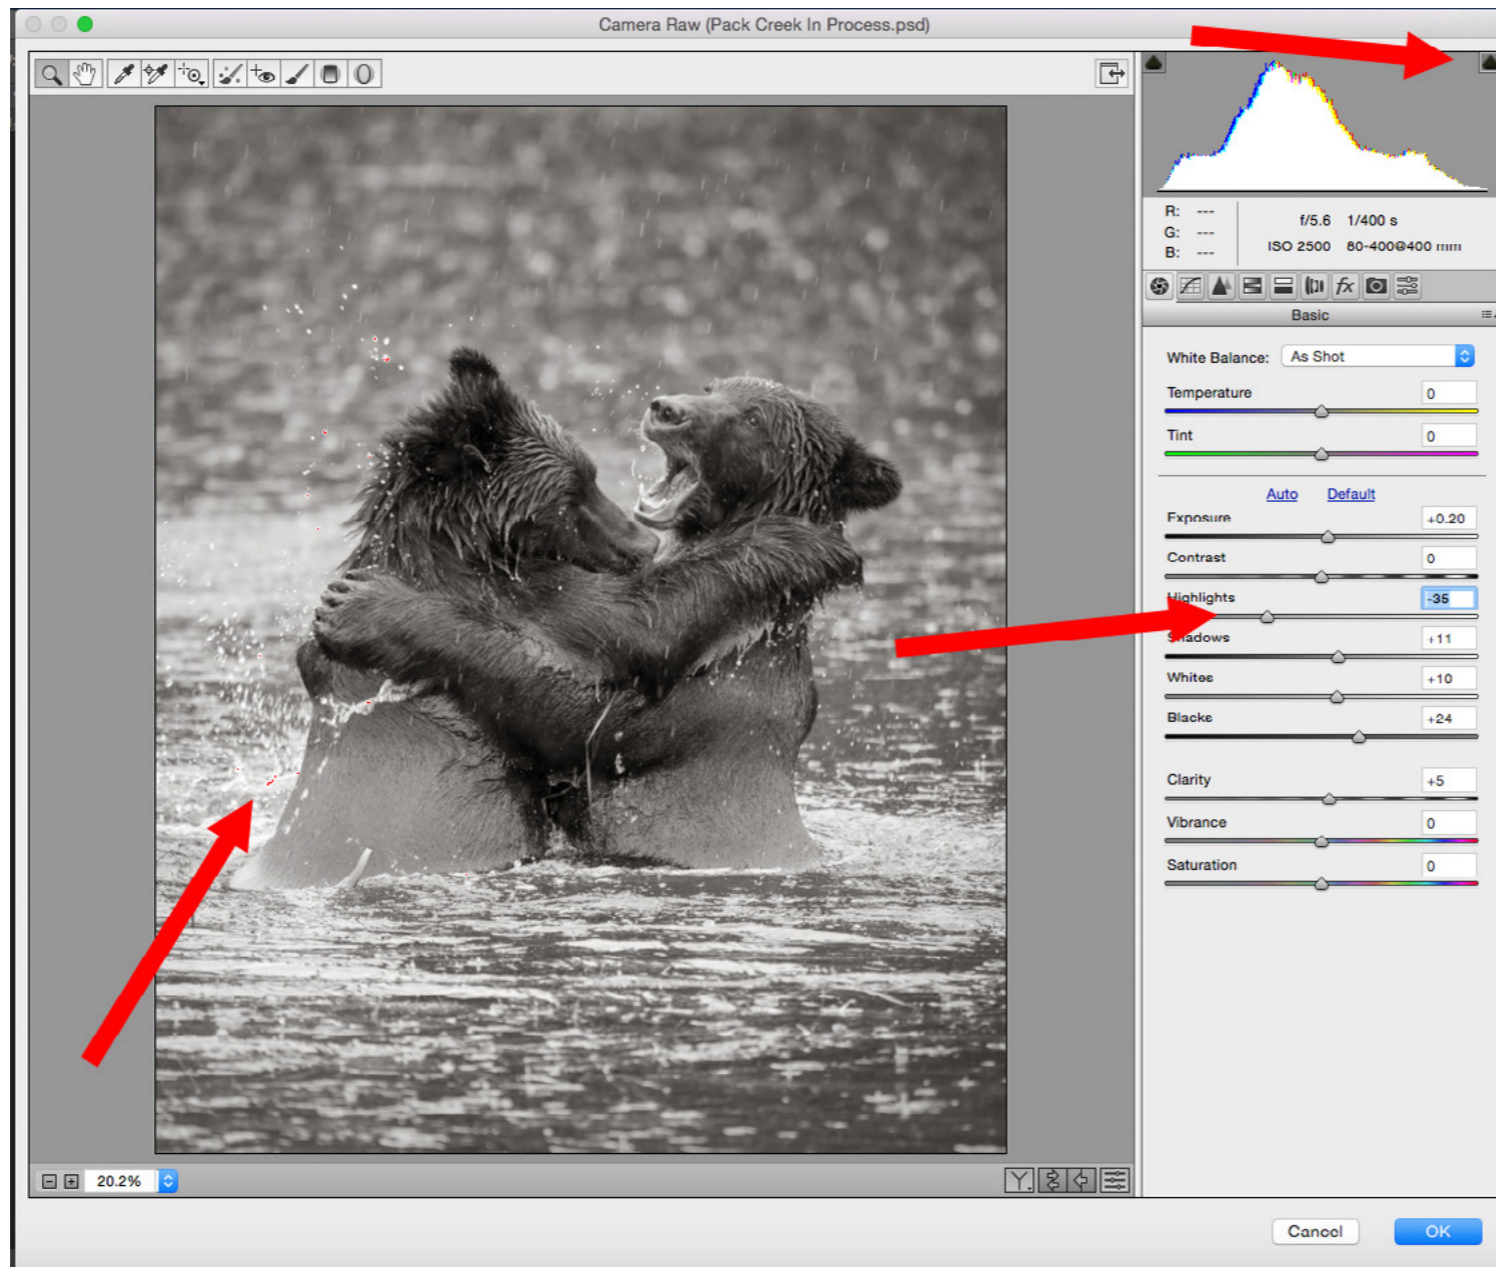 Camera Raw (Pack Creek In Process.psd)
R: ---
G: ---
B: ---
f/5.6 1/400 s
ISO 2500 80-400@400 mm
fx
Basic
White Balance: As Shot
Temperature 0
Tint 0
Auto Default
Exposure +0.20
Contrast 0
Highlights -35
Shadows +11
Whites +10
Blacks +24
Clarity +5
Vibrance 0
Saturation 0
20.2%
Y
Cancel OK